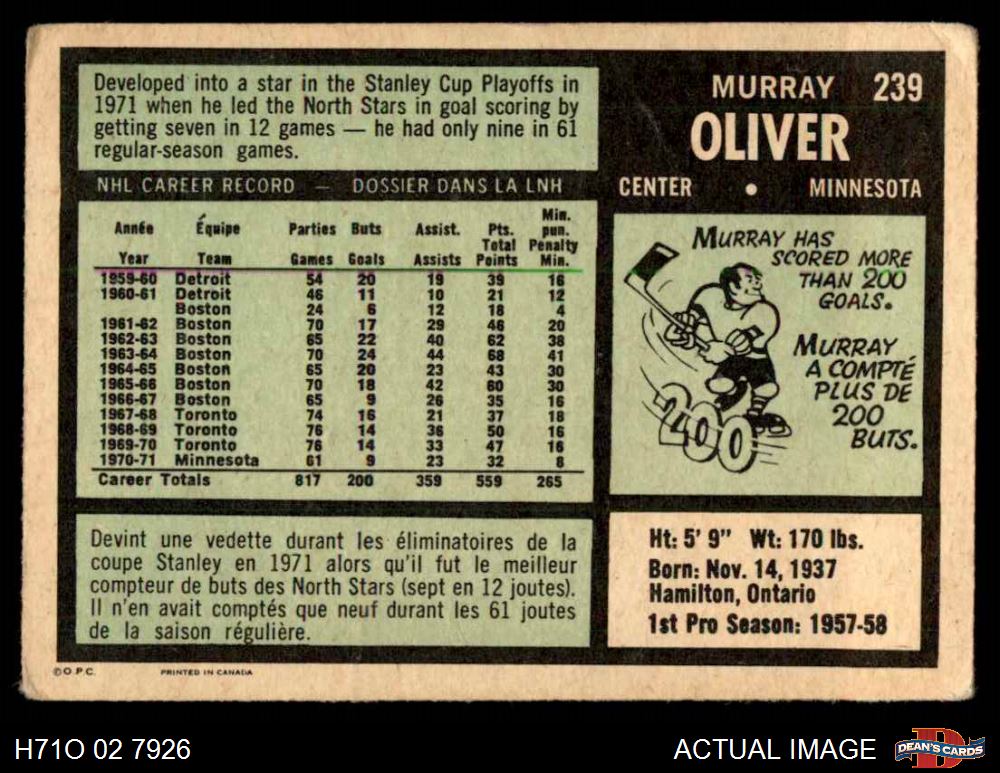 Developed into a star in the Stanley Cup Playoffs in
1971 when he led the North Stars in goal scoring by
getting seven in 12 games — he had only nine in 61
regular-season games.
MURRAY 239
OLIVER
CENTER • MINNESOTA
NHL CAREER RECORD — DOSSIER DANS LA LNH
Année Équipe Parties Buts Assist. Pts. Total Min. pun.
Year Team Games Goals Assists Points Penalty Min.
1959-60 Detroit 54 20 19 39 16
1960-61 Detroit 46 11 10 21 12
Boston 24 6 12 18 4
1961-62 Boston 70 17 29 46 20
1962-63 Boston 65 22 40 62 38
1963-64 Boston 70 24 44 68 41
1964-65 Boston 65 20 23 43 30
1965-66 Boston 70 18 42 60 30
1966-67 Boston 65 9 26 35 16
1967-68 Toronto 74 16 21 37 18
1968-69 Toronto 76 14 36 50 16
1969-70 Toronto 76 14 33 47 16
1970-71 Minnesota 61 9 23 32 8
Career Totals 817 200 359 559 265
MURRAY HAS
SCORED MORE
THAN 200
GOALS.
MURRAY
A COMPTÉ
PLUS DE
200
BUTS.
200
Devint une vedette durant les éliminatoires de la
coupe Stanley en 1971 alors qu'il fut le meilleur
compteur de buts des North Stars (sept en 12 joutes).
Il n'en avait comptés que neuf durant les 61 joutes
de la saison régulière.
Ht: 5' 9" Wt: 170 lbs.
Born: Nov. 14, 1937
Hamilton, Ontario
1st Pro Season: 1957-58
©O.P.C. PRINTED IN CANADA
H71O 02 7926
ACTUAL IMAGE
D
DEAN'S CARDS